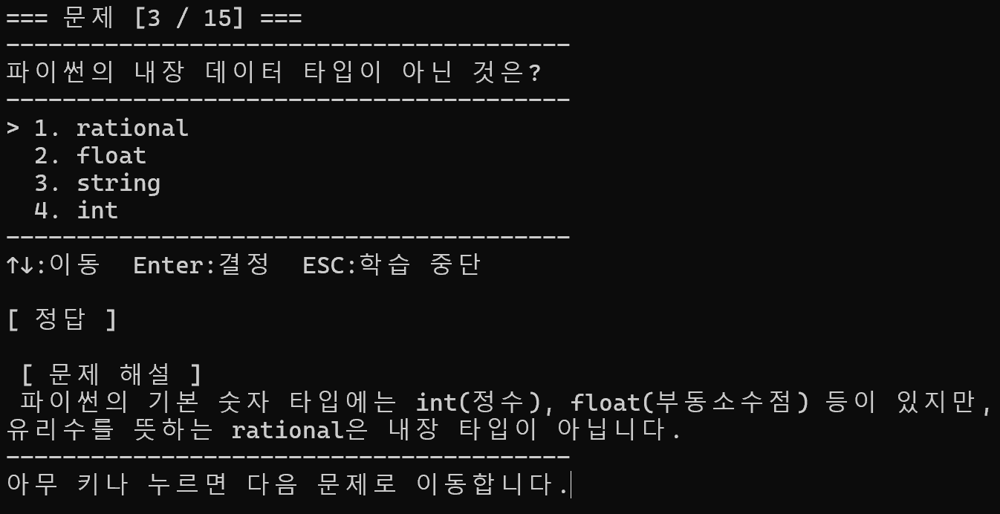 === 문제 [3 / 15] ===
----------------------------------------
파이썬의 내장 데이터 타입이 아닌 것은?
----------------------------------------
> 1. rational
  2. float
  3. string
  4. int
----------------------------------------
↑↓:이동  Enter:결정  ESC:학습 중단
[ 정답 ]
[ 문제 해설 ]
파이썬의 기본 숫자 타입에는 int(정수), float(부동소수점) 등이 있지만,
유리수를 뜻하는 rational은 내장 타입이 아닙니다.
----------------------------------------
아무 키나 누르면 다음 문제로 이동합니다.